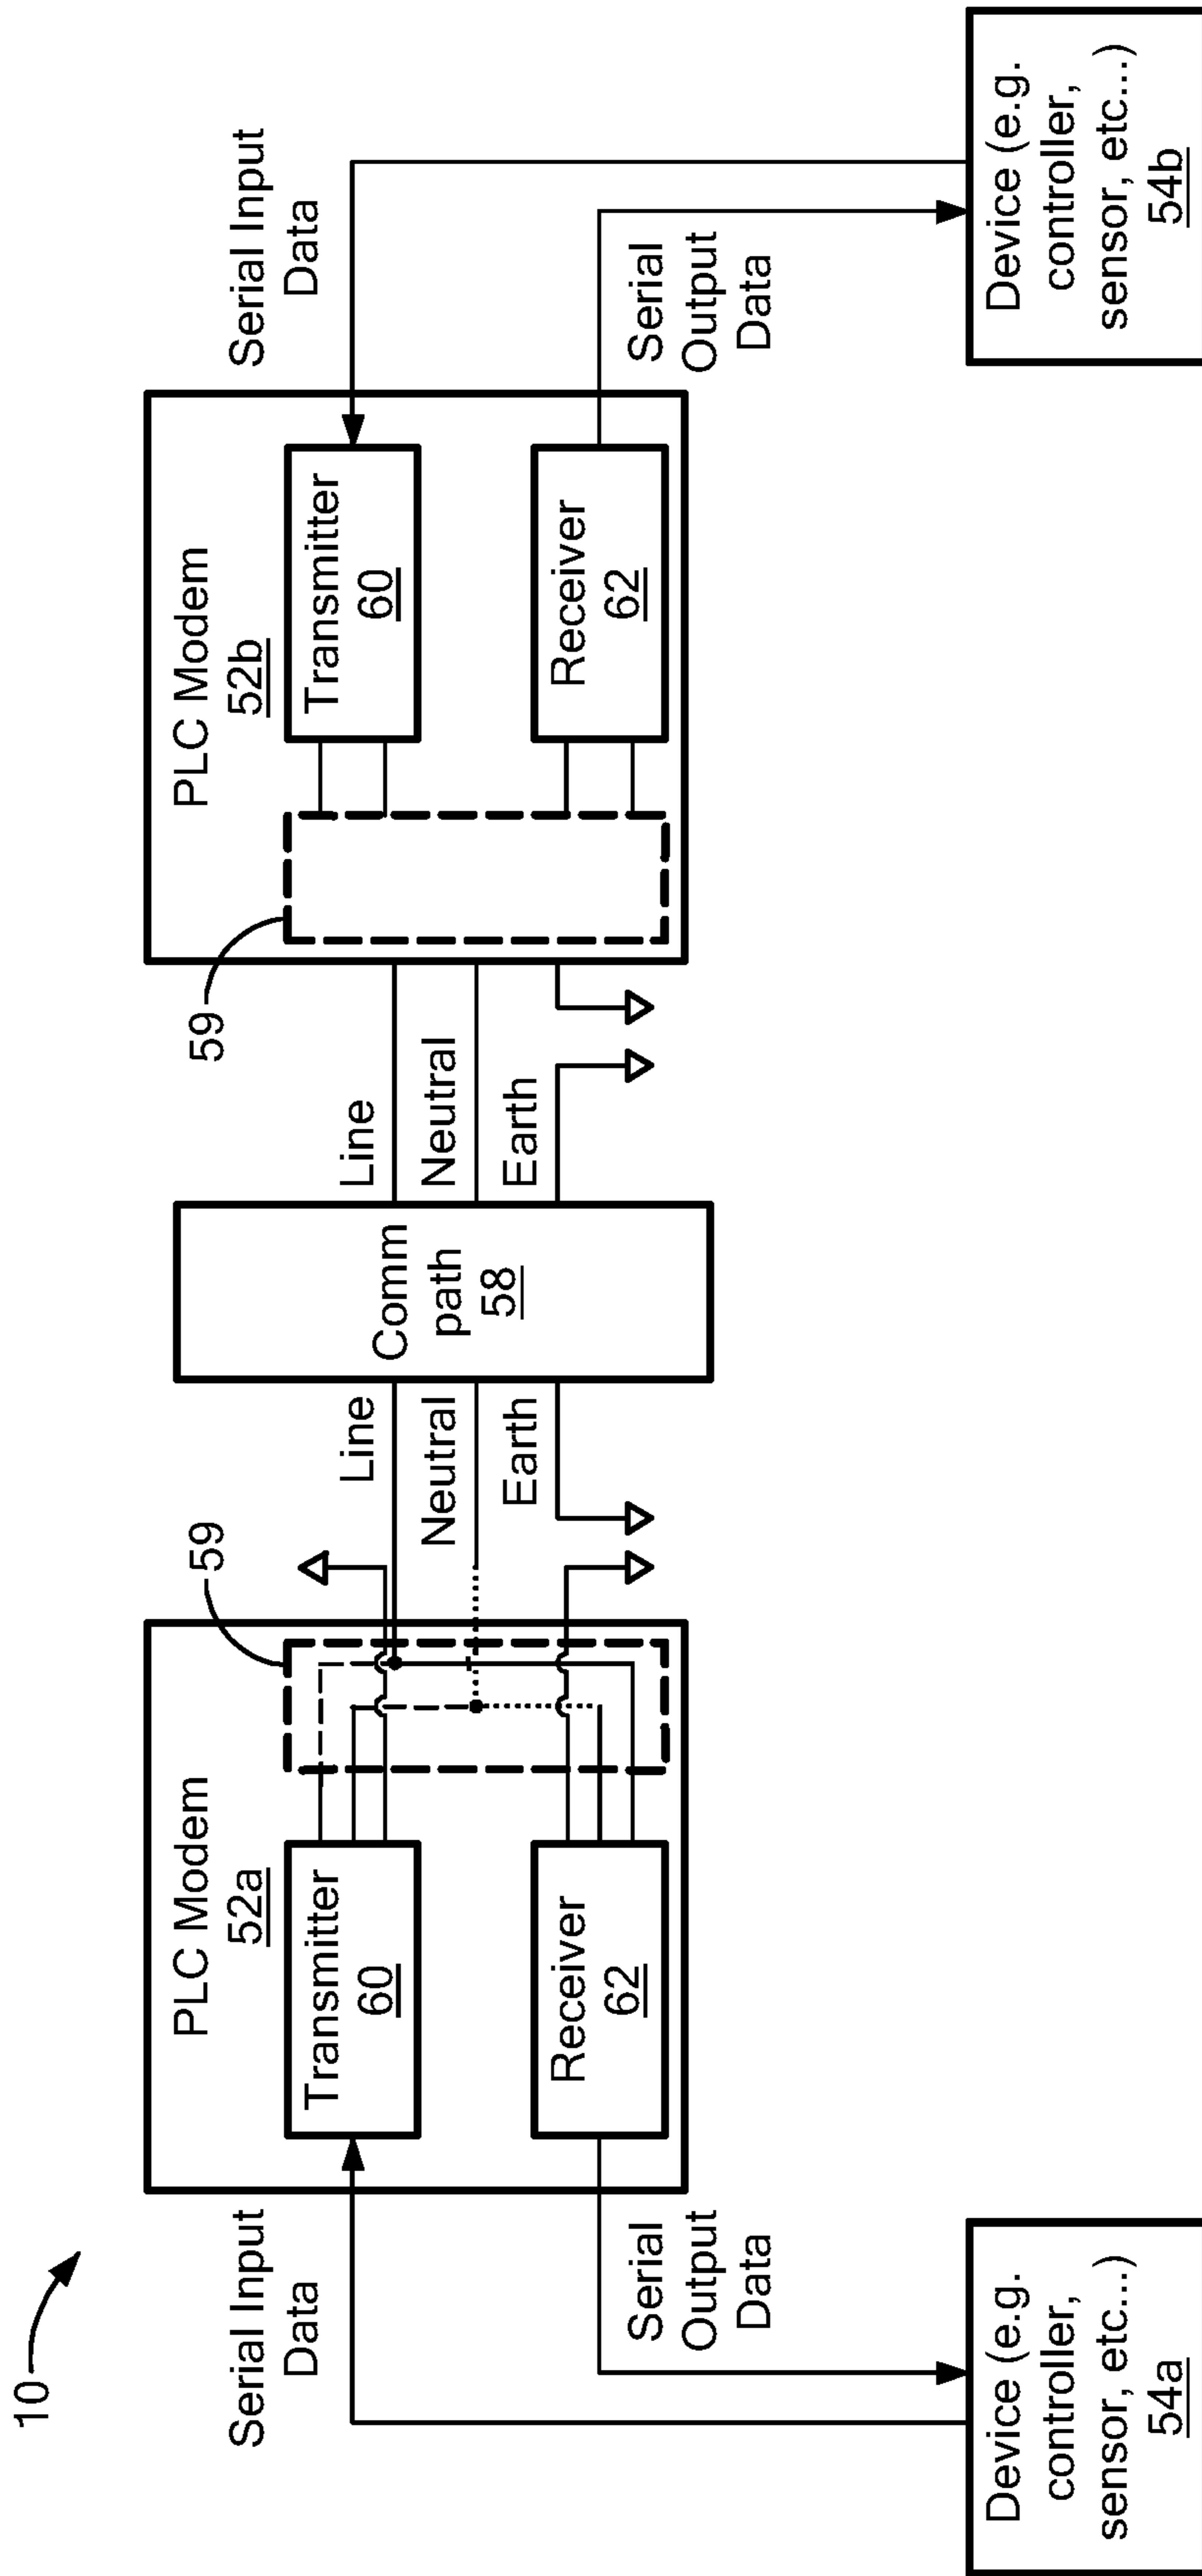 10
Serial Input
Data
Serial
Output
Data
Device (e.g.
controller,
sensor, etc...)
54a
PLC Modem
52a
Transmitter
60
Receiver
62
59
Line
Neutral
Earth
Comm
path
58
Line
Neutral
Earth
59
PLC Modem
52b
Transmitter
60
Receiver
62
Serial Input
Data
Serial
Output
Data
Device (e.g.
controller,
sensor, etc...)
54b